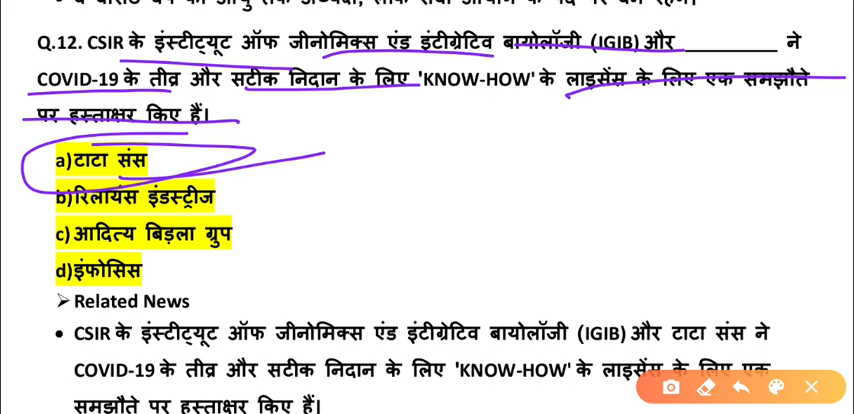 Q.12. CSIR के इंस्टीट्यूट ऑफ जीनोमिक्स एंड इंटीग्रेटिव बायोलॉजी (IGIB) और __________ ने
COVID-19 के तीव्र और सटीक निदान के लिए 'KNOW-HOW' के लाइसेंस के लिए एक समझौते
पर हस्ताक्षर किए हैं।
a)टाटा संस
b)रिलायंस इंडस्ट्रीज
c)आदित्य बिड़ला ग्रुप
d)इंफोसिस
➢ Related News
• CSIR के इंस्टीट्यूट ऑफ जीनोमिक्स एंड इंटीग्रेटिव बायोलॉजी (IGIB) और टाटा संस ने
COVID-19 के तीव्र और सटीक निदान के लिए 'KNOW-HOW' के लाइसेंस के लिए एक
समझौते पर हस्ताक्षर किए हैं।